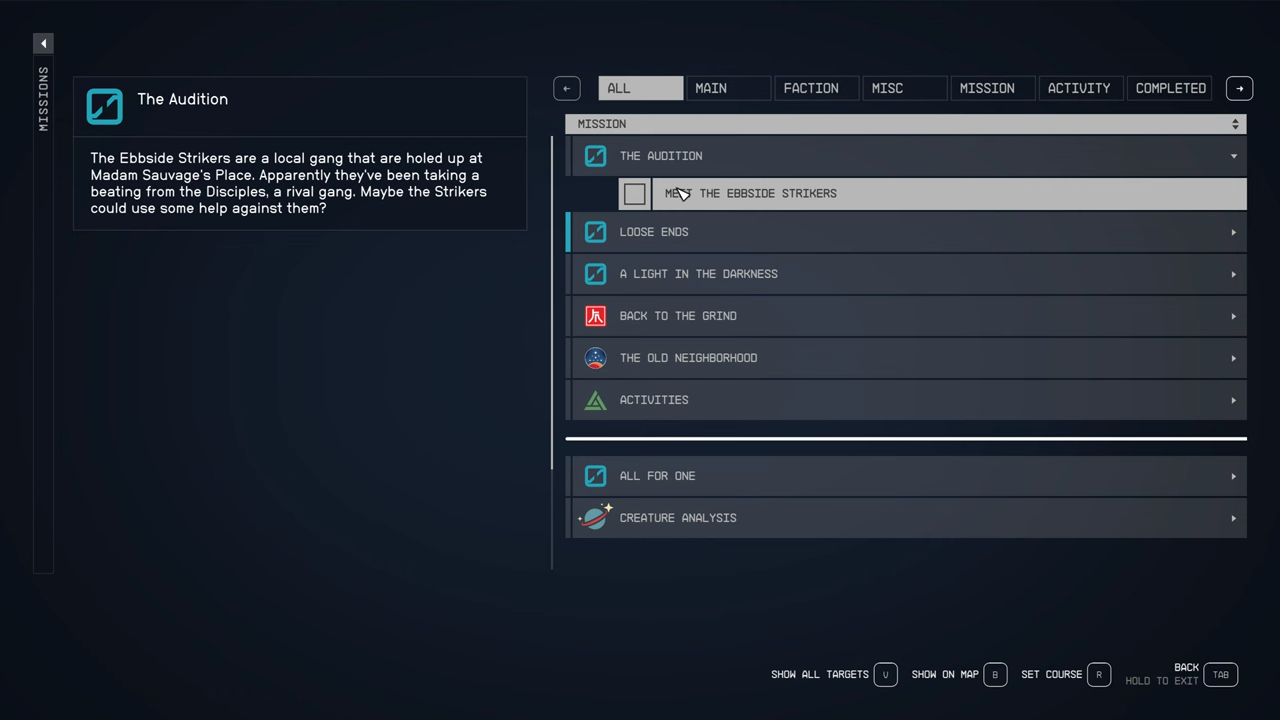 MISSIONS
The Audition
The Ebbside Strikers are a local gang that are holed up at
Madam Sauvage's Place. Apparently they've been taking a
beating from the Disciples, a rival gang. Maybe the Strikers
could use some help against them?
ALL
MAIN
FACTION
MISC
MISSION
ACTIVITY
COMPLETED
MISSION
THE AUDITION
MEET THE EBBSIDE STRIKERS
LOOSE ENDS
A LIGHT IN THE DARKNESS
BACK TO THE GRIND
THE OLD NEIGHBORHOOD
ACTIVITIES
ALL FOR ONE
CREATURE ANALYSIS
SHOW ALL TARGETS V
SHOW ON MAP B
SET COURSE R
BACK
HOLD TO EXIT
TAB